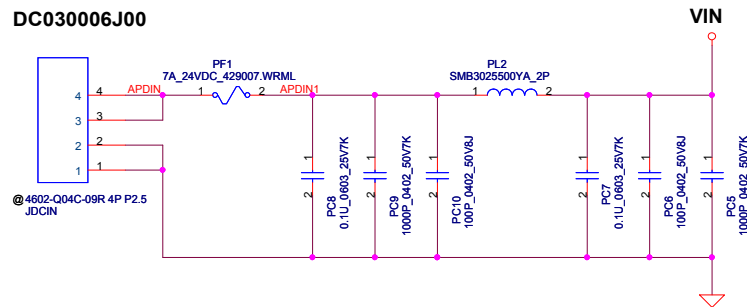 DC030006J00
VIN
PF1
7A_24VDC_429007.WRML
PL2
SMB3025500YA_2P
4 4 APDIN 1 2 APDIN1 1 2
3 3
2 2
1 1
@ 4602-Q04C-09R 4P P2.5
JDCIN
1 2
PC8
0.1U_0603_25V7K
1 2
PC9
1000P_0402_50V7K
1 2
PC10
100P_0402_50V8J
1 2
PC7
0.1U_0603_25V7K
1 2
PC6
100P_0402_50V8J
1 2
PC5
1000P_0402_50V7K